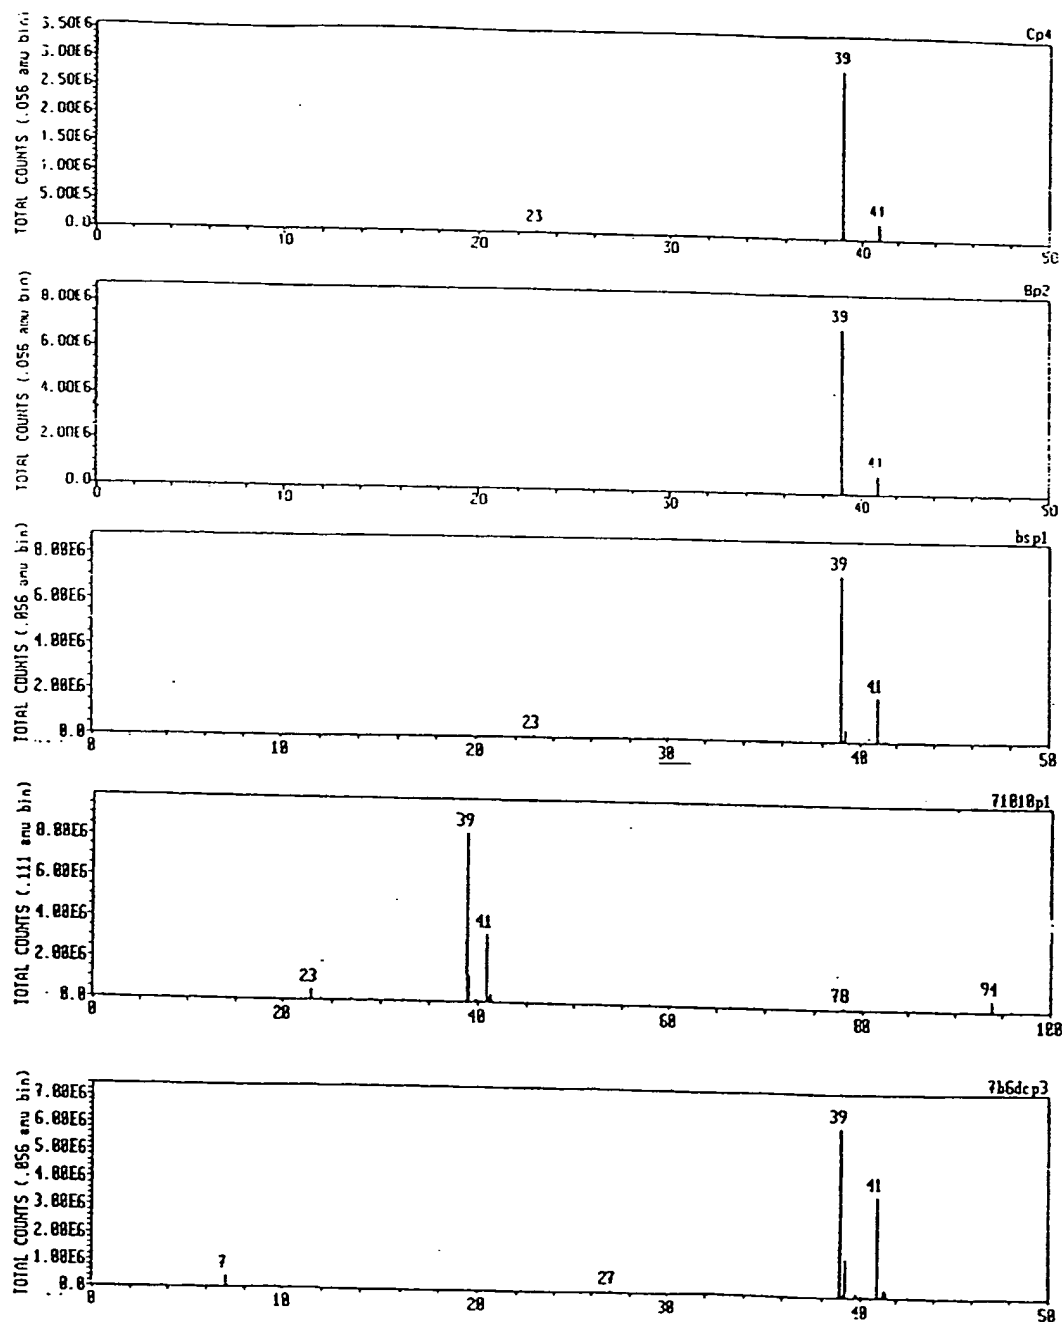 Cp4
3.50E6
3.00E6
2.50E6
2.00E6
1.50E6
1.00E6
5.00E5
0.0
TOTAL COUNTS (.056 amu bin)
39
23
41
0 10 20 30 40 50
Bp2
8.00E6
6.00E6
4.00E6
2.00E6
0.0
TOTAL COUNTS (.056 amu bin)
39
41
0 10 20 30 40 50
bsp1
8.00E6
6.00E6
4.00E6
2.00E6
0.0
TOTAL COUNTS (.056 amu bin)
39
41
23
0 10 20 30 40 50
71010p1
8.00E6
6.00E6
4.00E6
2.00E6
0.0
TOTAL COUNTS (.111 amu bin)
39
41
23
78
94
0 20 40 60 80 100
7b6dcp3
7.00E6
6.00E6
5.00E6
4.00E6
3.00E6
2.00E6
1.00E6
0.0
TOTAL COUNTS (.056 amu bin)
39
41
7
27
0 10 20 30 40 50